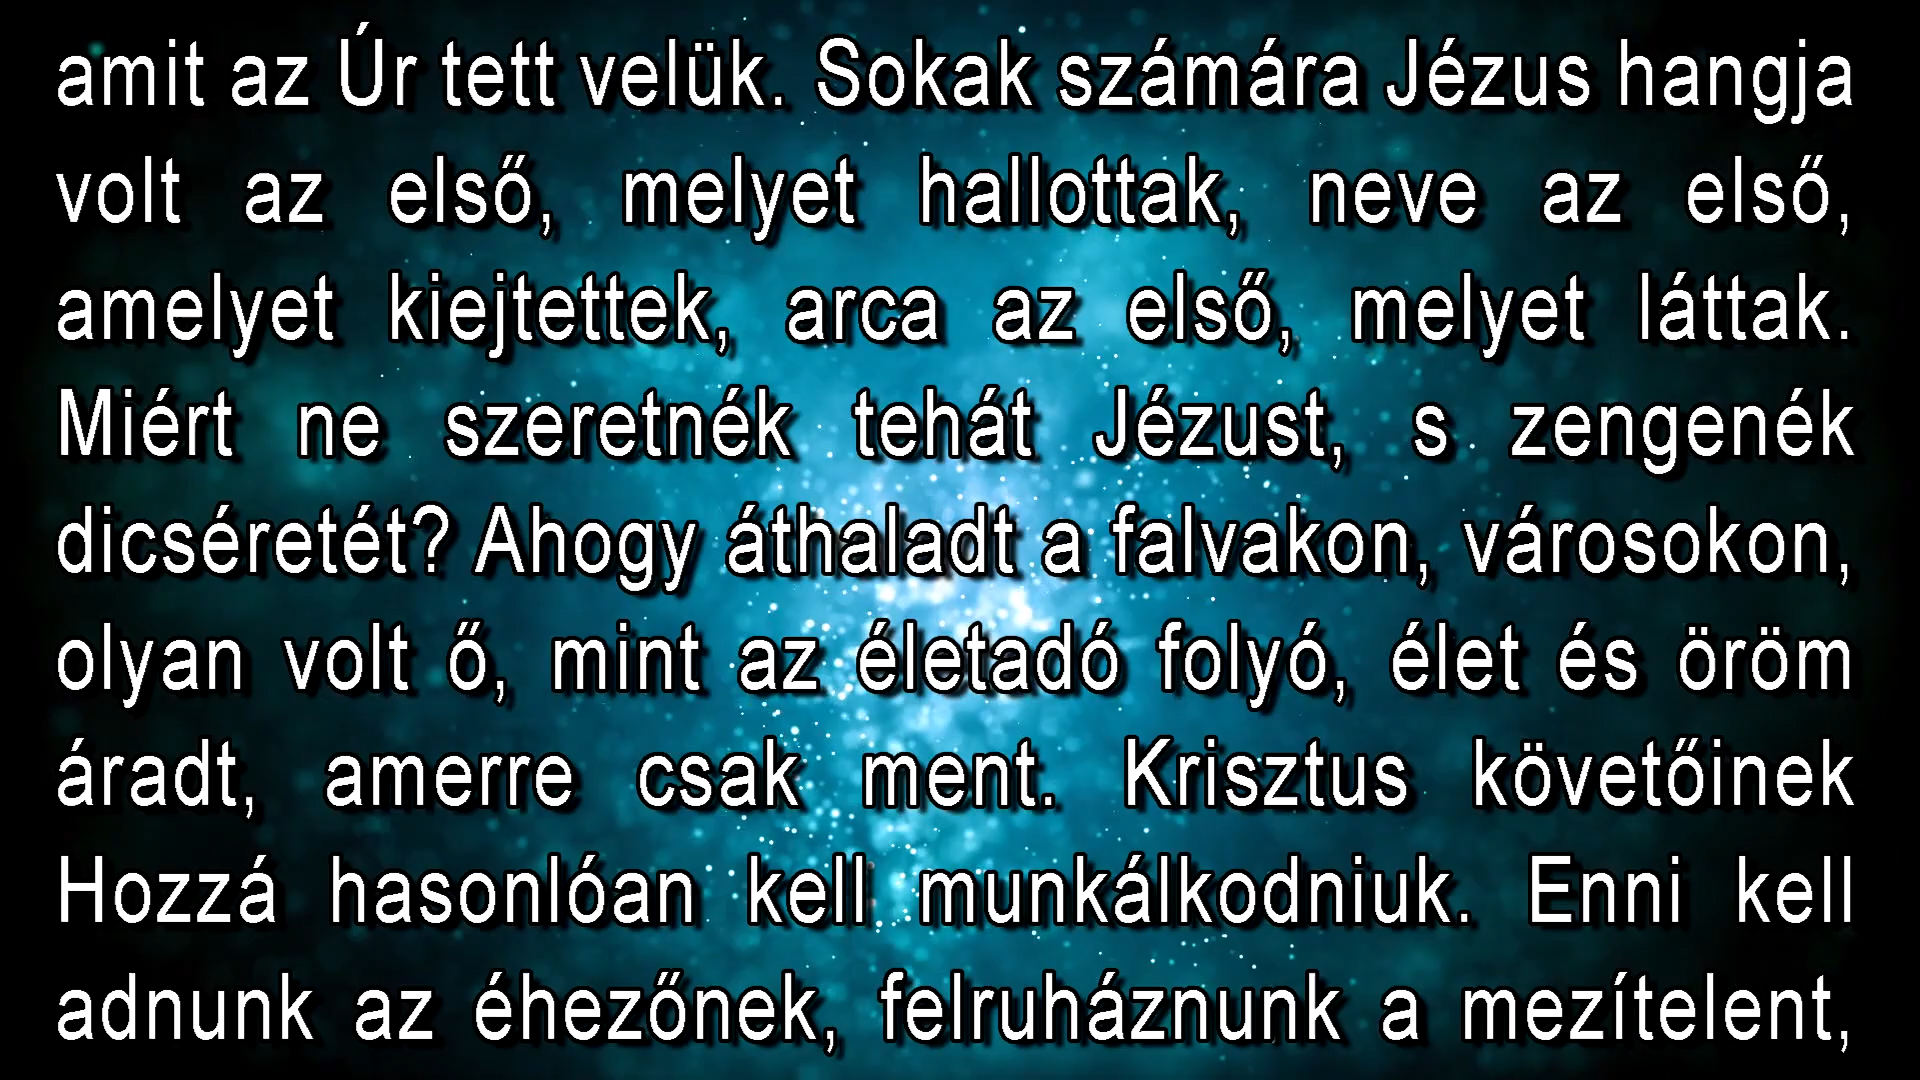 amit az Úr tett velük. Sokak számára Jézus hangja
volt az első, melyet hallottak, neve az első,
amelyet kiejtettek, arca az első, melyet láttak.
Miért ne szeretnék tehát Jézust, s zengenék
dicséretét? Ahogy áthaladt a falvakon, városokon,
olyan volt ő, mint az életadó folyó, élet és öröm
áradt, amerre csak ment. Krisztus követőinek
Hozzá hasonlóan kell munkálkodniuk. Enni kell
adnunk az éhezőnek, felruháznunk a mezítelent,